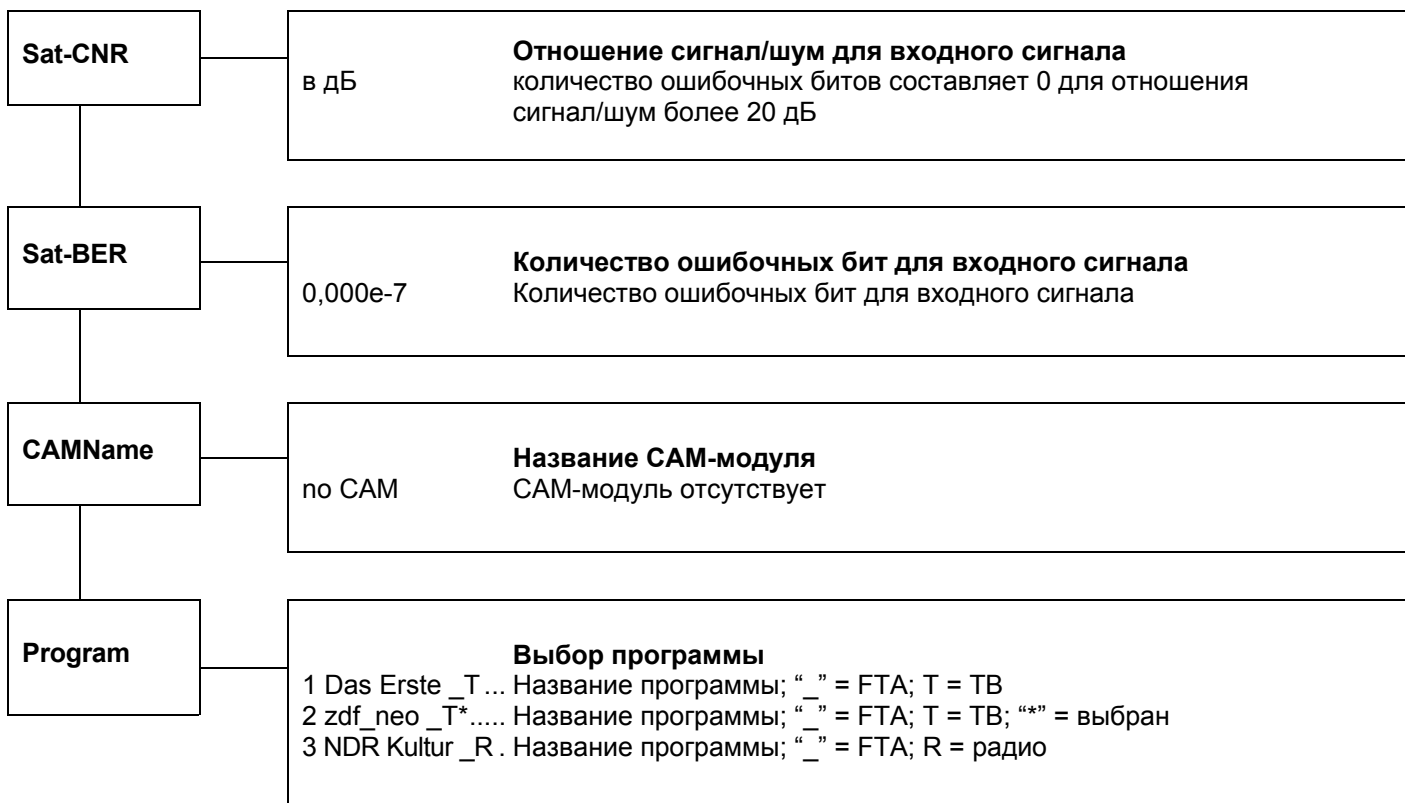 Sat-CNR
Отношение сигнал/шум для входного сигнала
в дБ количество ошибочных битов составляет 0 для отношения
сигнал/шум более 20 дБ
Sat-BER
Количество ошибочных бит для входного сигнала
0,000e-7 Количество ошибочных бит для входного сигнала
CAMName
Название CAM-модуля
no CAM CAM-модуль отсутствует
Program
Выбор программы
1 Das Erste _T ... Название программы; “_” = FTA; T = ТВ
2 zdf_neo _T*..... Название программы; “_” = FTA; T = ТВ; “*” = выбран
3 NDR Kultur _R . Название программы; “_” = FTA; R = радио